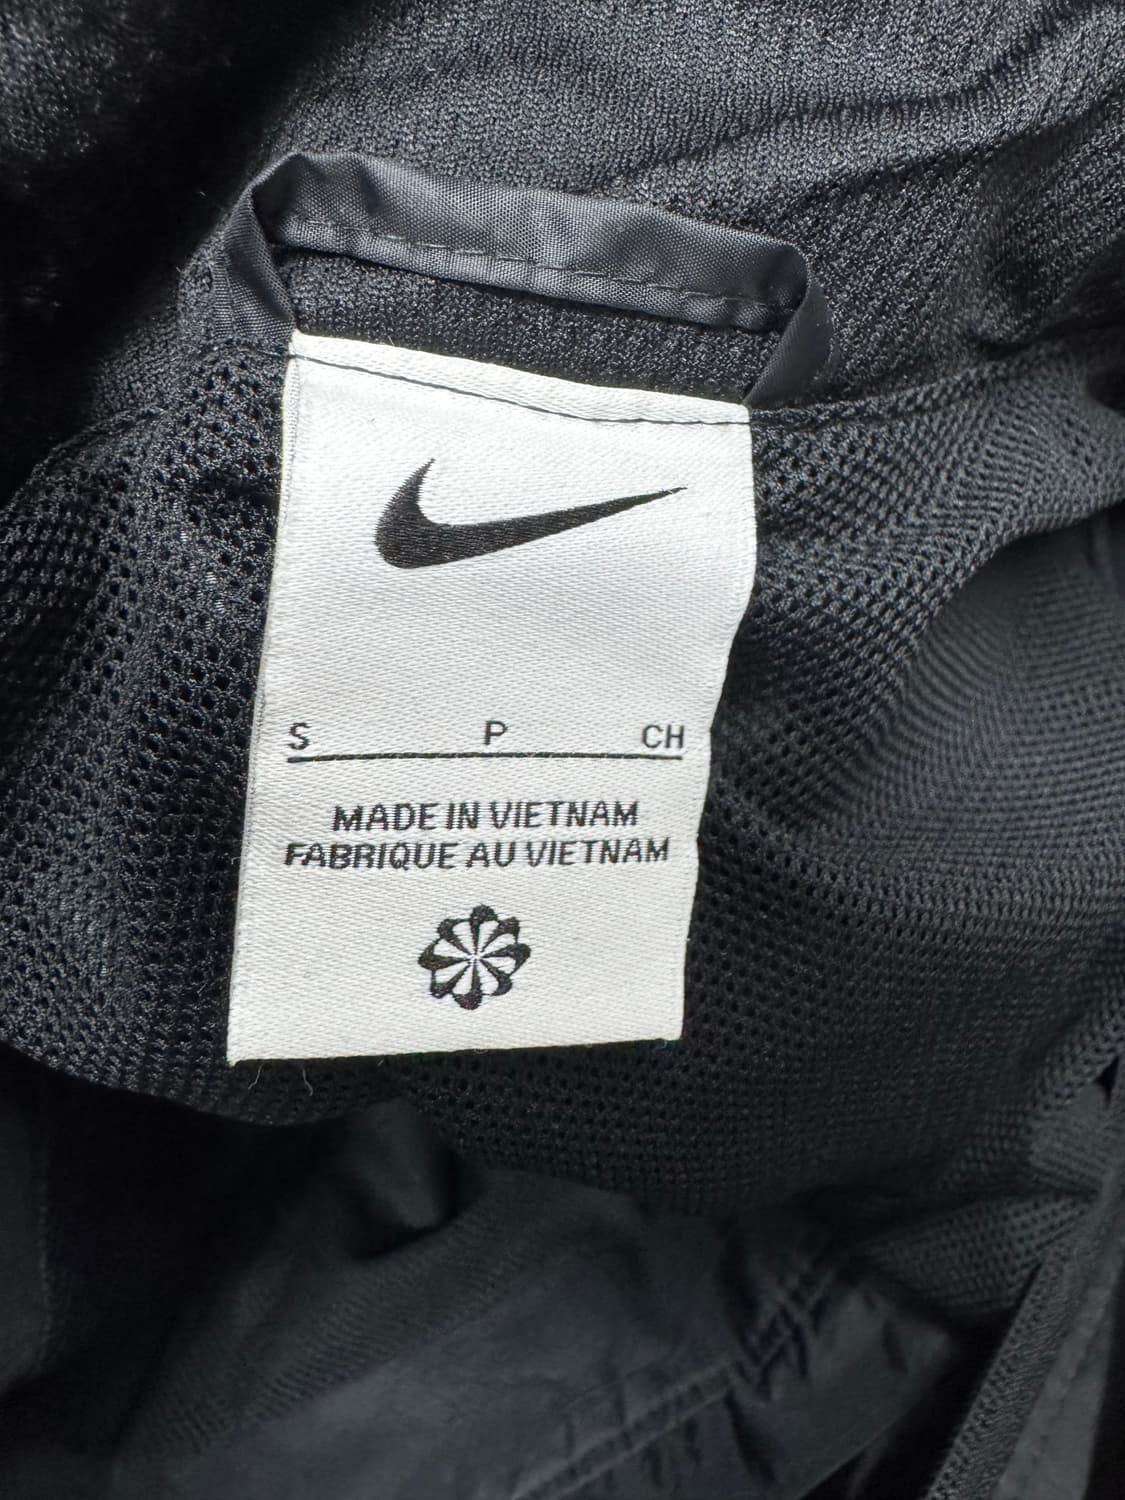 S P CH
MADE IN VIETNAM
FABRIQUE AU VIETNAM